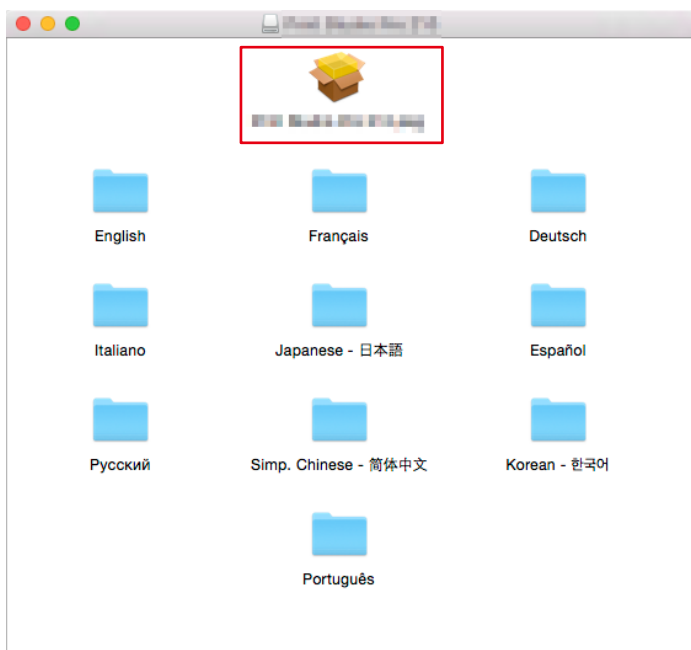 English
Français
Deutsch
Italiano
Japanese - 日本語
Español
Русский
Simp. Chinese - 简体中文
Korean - 한국어
Português